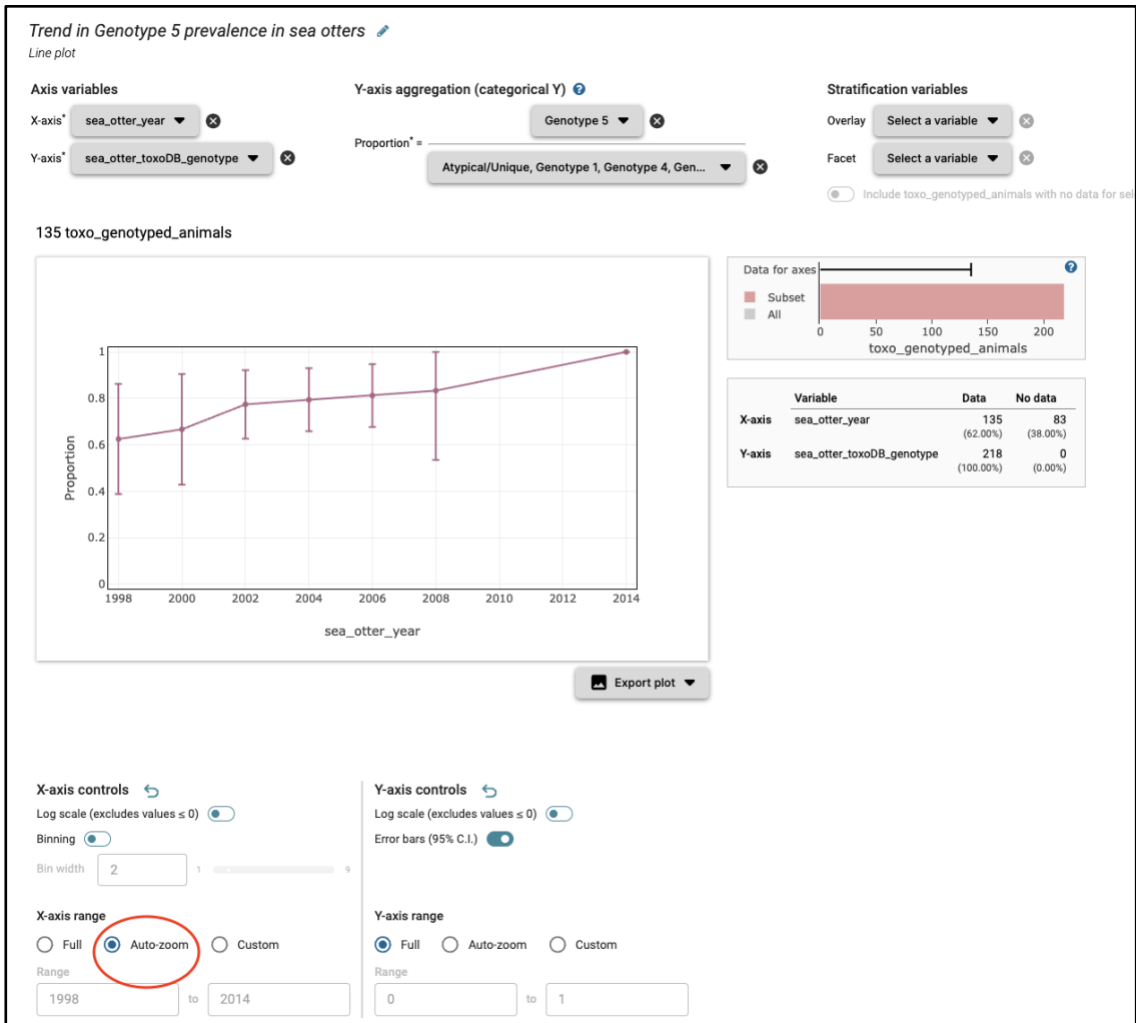 Trend in Genotype 5 prevalence in sea otters
Line plot
Axis variables
X-axis* sea_otter_year
Y-axis* sea_otter_toxoDB_genotype
Y-axis aggregation (categorical Y) ?
Genotype 5
Proportion* =
Atypical/Unique, Genotype 1, Genotype 4, Gen...
Stratification variables
Overlay Select a variable
Facet Select a variable
Include toxo_genotyped_animals with no data for sel
135 toxo_genotyped_animals
1
0.8
0.6
0.4
0.2
0
Proportion
1998 2000 2002 2004 2006 2008 2010 2012 2014
sea_otter_year
Data for axes ?
Subset
All
0 50 100 150 200
toxo_genotyped_animals
Variable Data No data
X-axis sea_otter_year 135 83
(62.00%) (38.00%)
Y-axis sea_otter_toxoDB_genotype 218 0
(100.00%) (0.00%)
Export plot
X-axis controls
Log scale (excludes values ≤ 0)
Binning
Bin width 2 1 9
X-axis range
Full Auto-zoom Custom
Range
1998 to 2014
Y-axis controls
Log scale (excludes values ≤ 0)
Error bars (95% C.I.)
Y-axis range
Full Auto-zoom Custom
Range
0 to 1